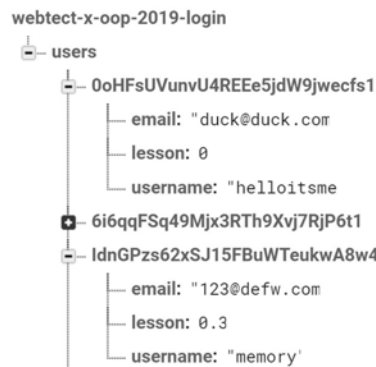 webtect-x-oop-2019-login
users
0oHFsUVunvU4REEe5jdW9jwecfs1
email: "duck@duck.com
lesson: 0
username: "helloitsme
6i6qqFSq49Mjx3RTh9Xvj7RjP6t1
IdnGPzs62xSJ15FBuWTeukwA8w4
email: "123@defw.com
lesson: 0.3
username: "memory'